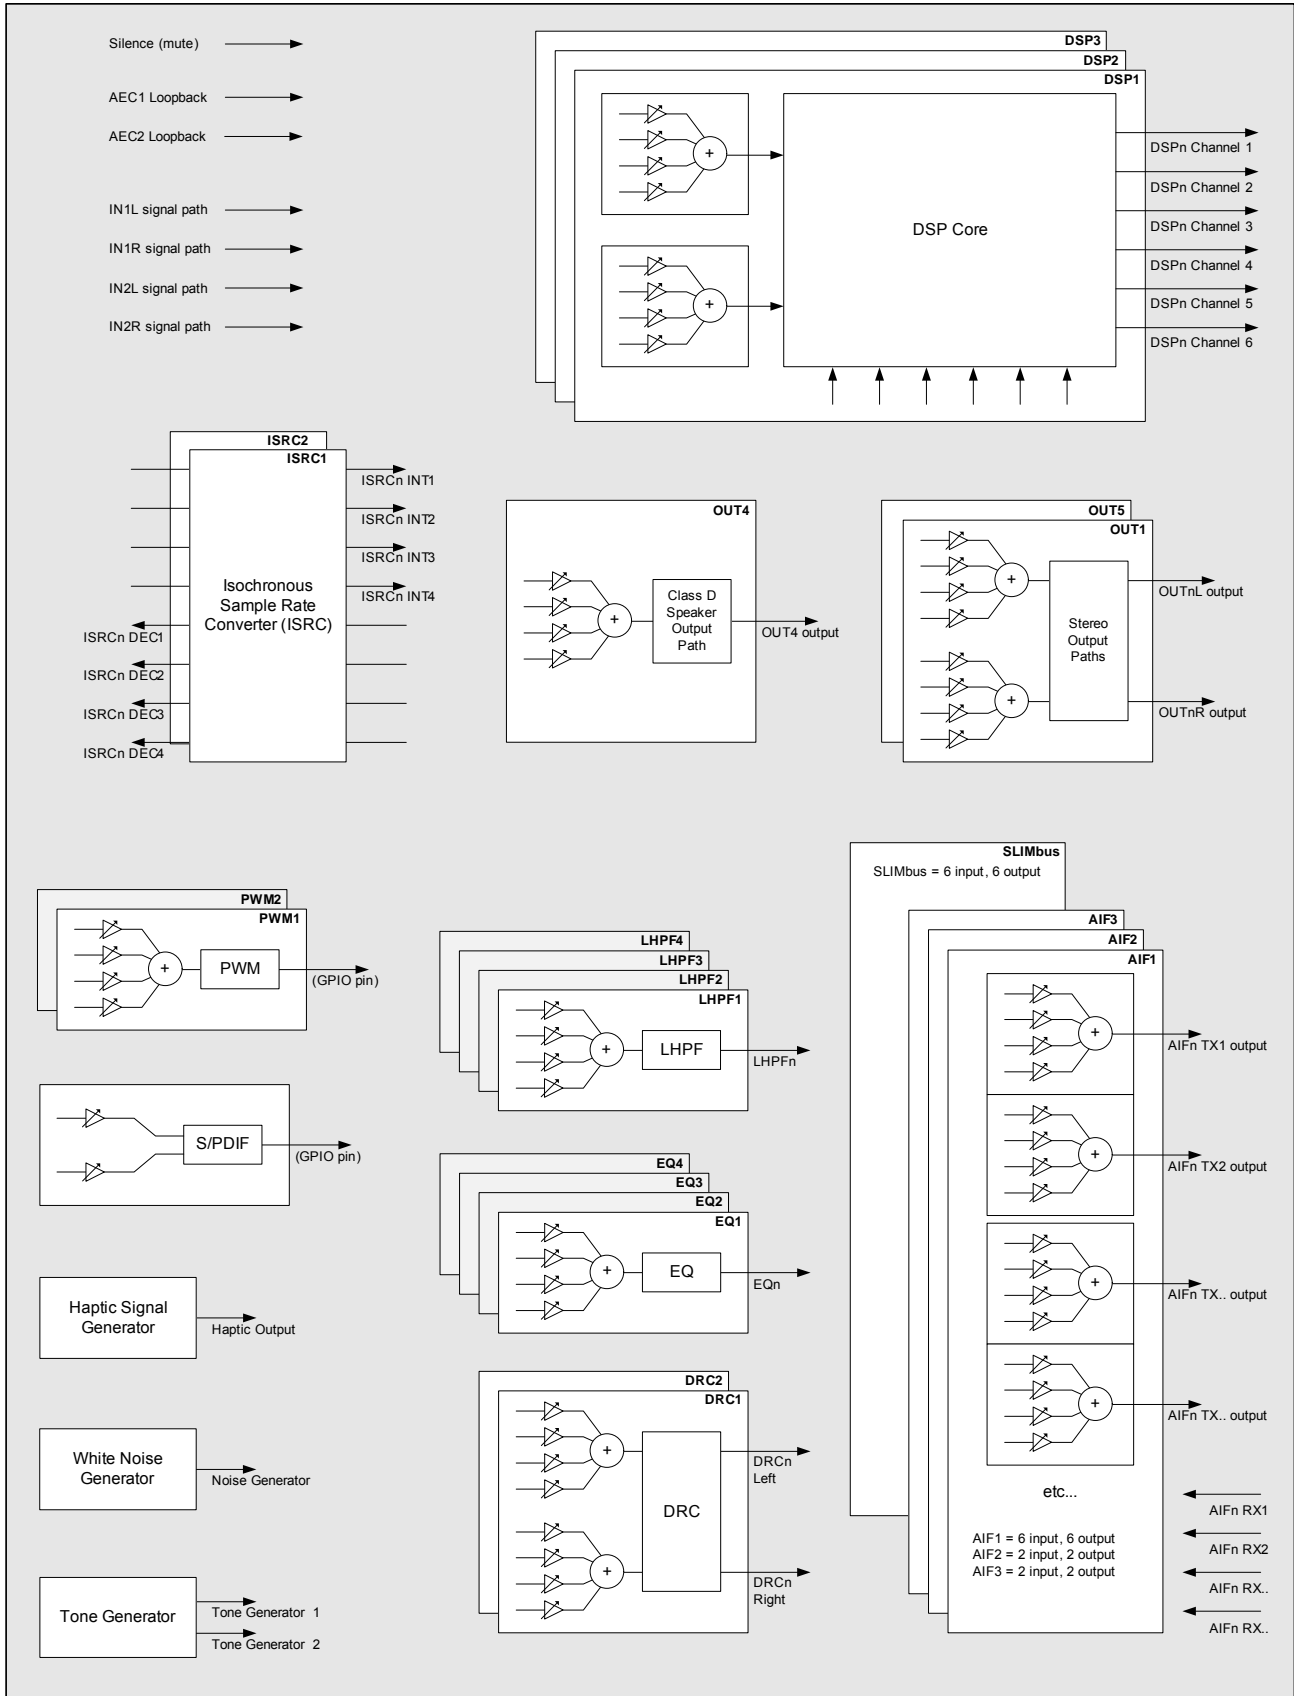 Silence (mute)
AEC1 Loopback
AEC2 Loopback
IN1L signal path
IN1R signal path
IN2L signal path
IN2R signal path
DSP3
DSP2
DSP1
+
+
DSP Core
DSPn Channel 1
DSPn Channel 2
DSPn Channel 3
DSPn Channel 4
DSPn Channel 5
DSPn Channel 6
ISRC2
ISRC1
Isochronous
Sample Rate
Converter (ISRC)
ISRCn INT1
ISRCn INT2
ISRCn INT3
ISRCn INT4
ISRCn DEC1
ISRCn DEC2
ISRCn DEC3
ISRCn DEC4
OUT4
+
Class D
Speaker
Output
Path
OUT4 output
OUT5
OUT1
+
+
Stereo
Output
Paths
OUTnL output
OUTnR output
PWM2
PWM1
+
PWM
(GPIO pin)
S/PDIF
(GPIO pin)
Haptic Signal
Generator
Haptic Output
White Noise
Generator
Noise Generator
Tone Generator
Tone Generator 1
Tone Generator 2
LHPF4
LHPF3
LHPF2
LHPF1
+
LHPF
LHPFn
EQ4
EQ3
EQ2
EQ1
+
EQ
EQn
DRC2
DRC1
+
+
DRC
DRCn
Left
DRCn
Right
SLIMbus
SLIMbus = 6 input, 6 output
AIF3
AIF2
AIF1
+
AIFn TX1 output
+
AIFn TX2 output
+
AIFn TX.. output
+
AIFn TX.. output
etc...
AIF1 = 6 input, 6 output
AIF2 = 2 input, 2 output
AIF3 = 2 input, 2 output
AIFn RX1
AIFn RX2
AIFn RX..
AIFn RX..